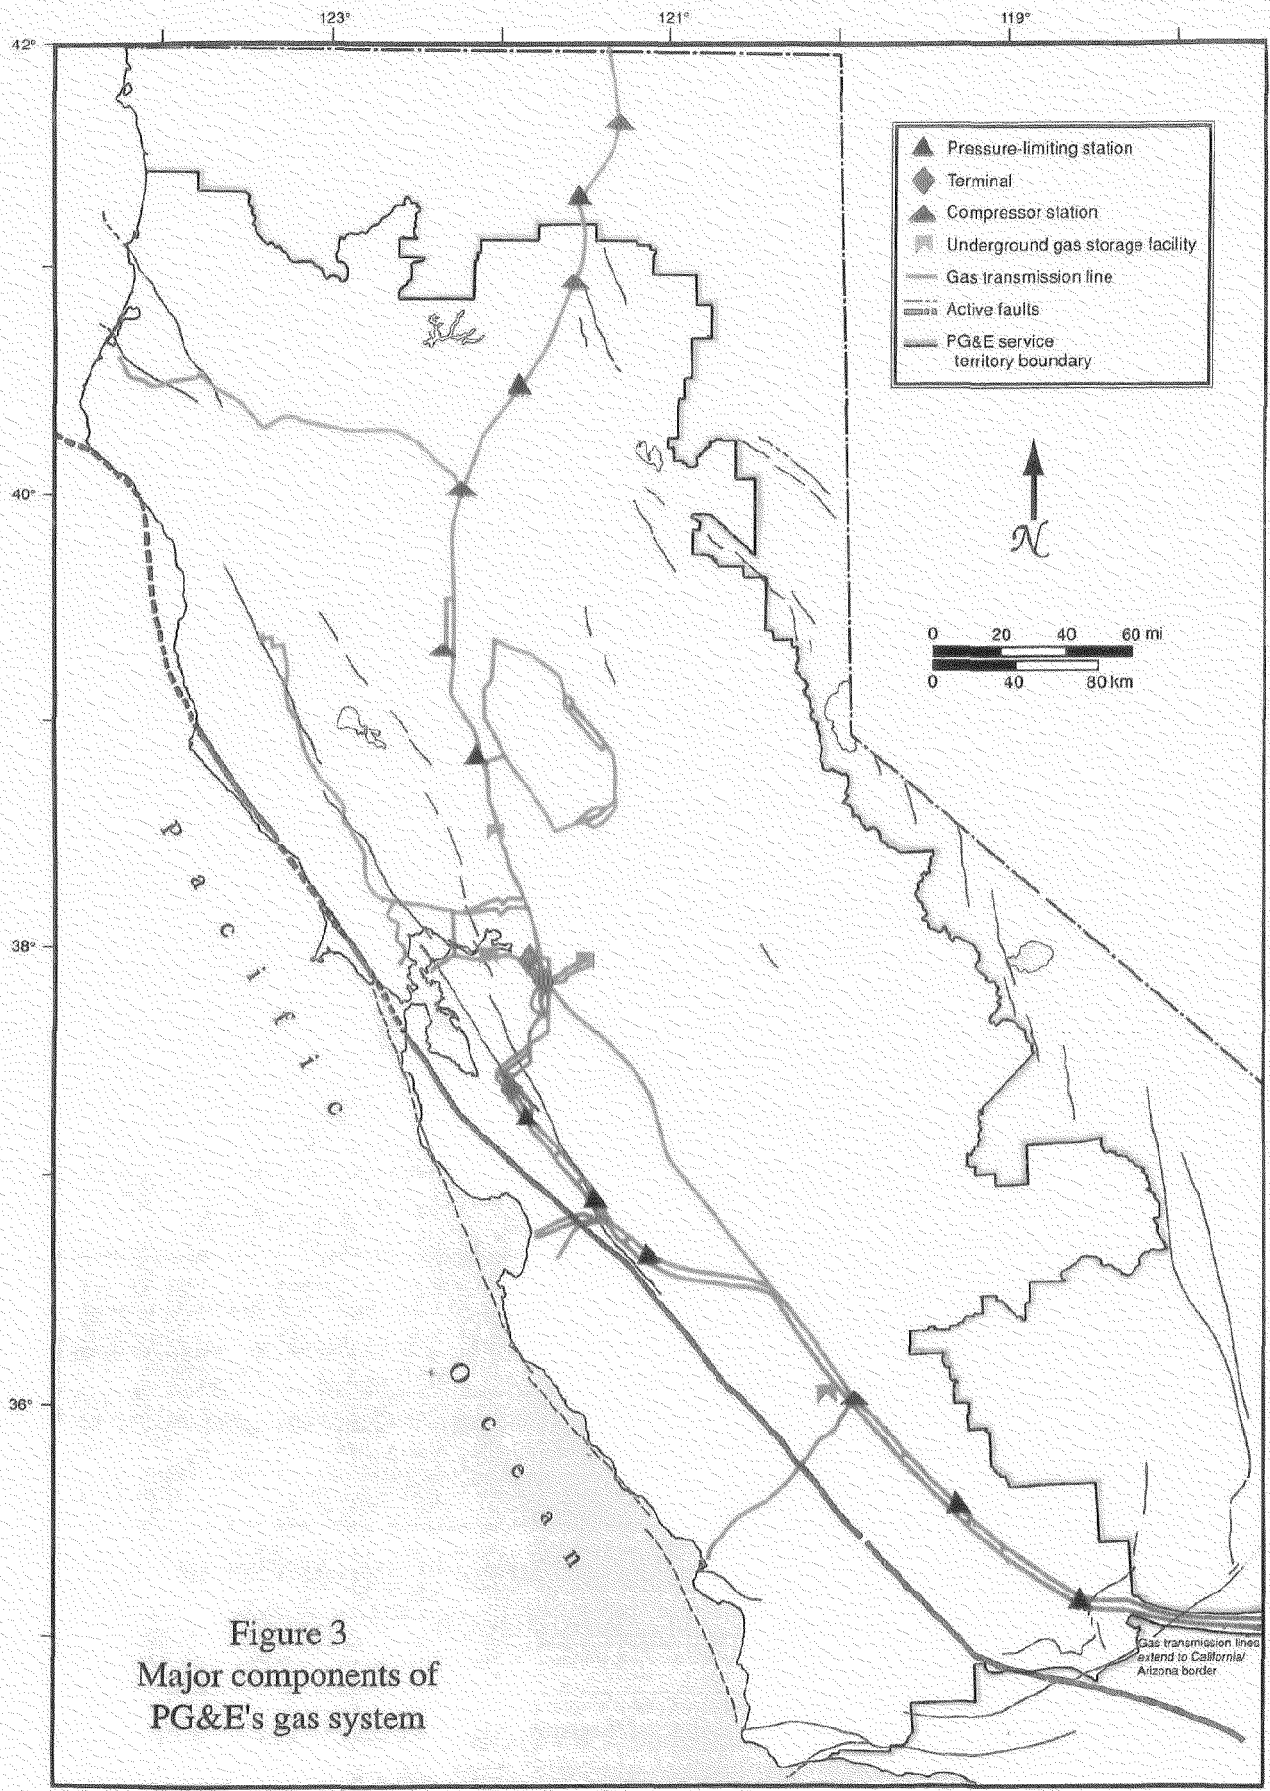 123°
121°
119°
42°
Pressure-limiting station
Terminal
Compressor station
Underground gas storage facility
Gas transmission line
Active faults
PG&E service
territory boundary
40°
N
0 20 40 60 mi
0 40 80 km
Pacific
38°
36°
Ocean
Gas transmission lines
extend to California/
Arizona border
Figure 3
Major components of
PG&E's gas system